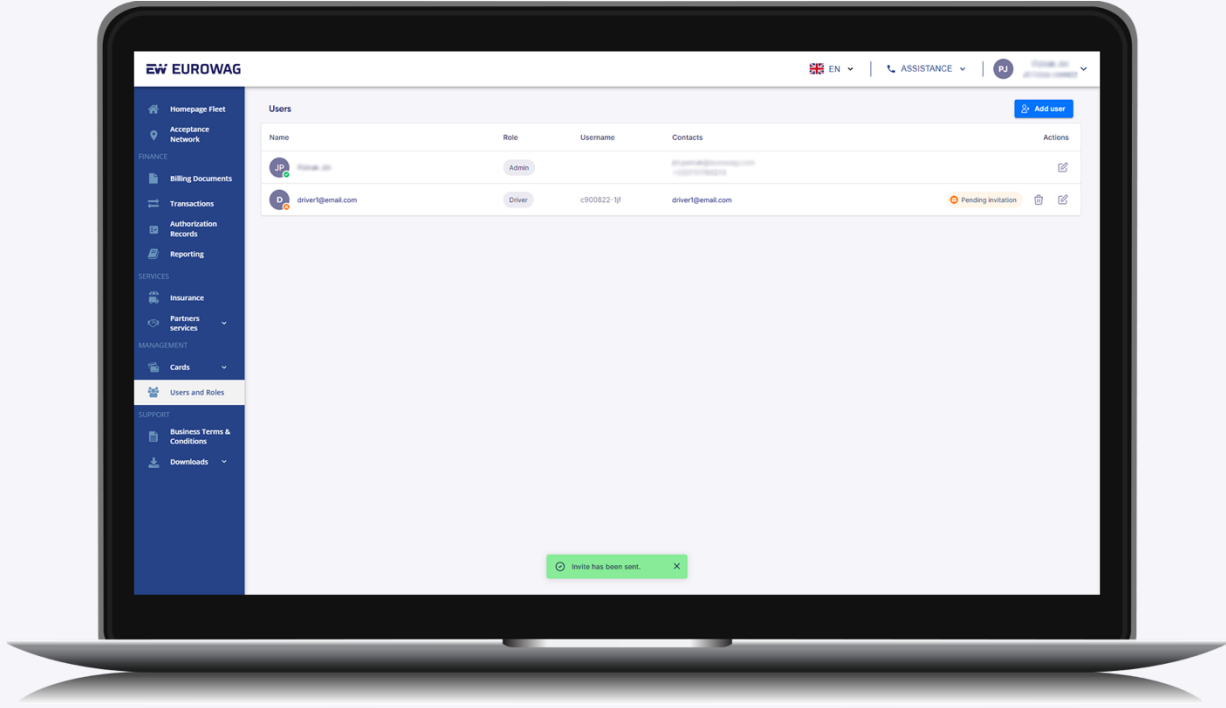 EW EUROWAG
EN
ASSISTANCE
PJ
Homepage Fleet
Acceptance
Network
FINANCE
Billing Documents
Transactions
Authorization
Records
Reporting
SERVICES
Insurance
Partners
services
MANAGEMENT
Cards
Users and Roles
SUPPORT
Business Terms &
Conditions
Downloads
Users
Add user
Name Role Username Contacts Actions
JP Admin
D driver1@email.com Driver driver1@email.com Pending invitation
Invite has been sent.